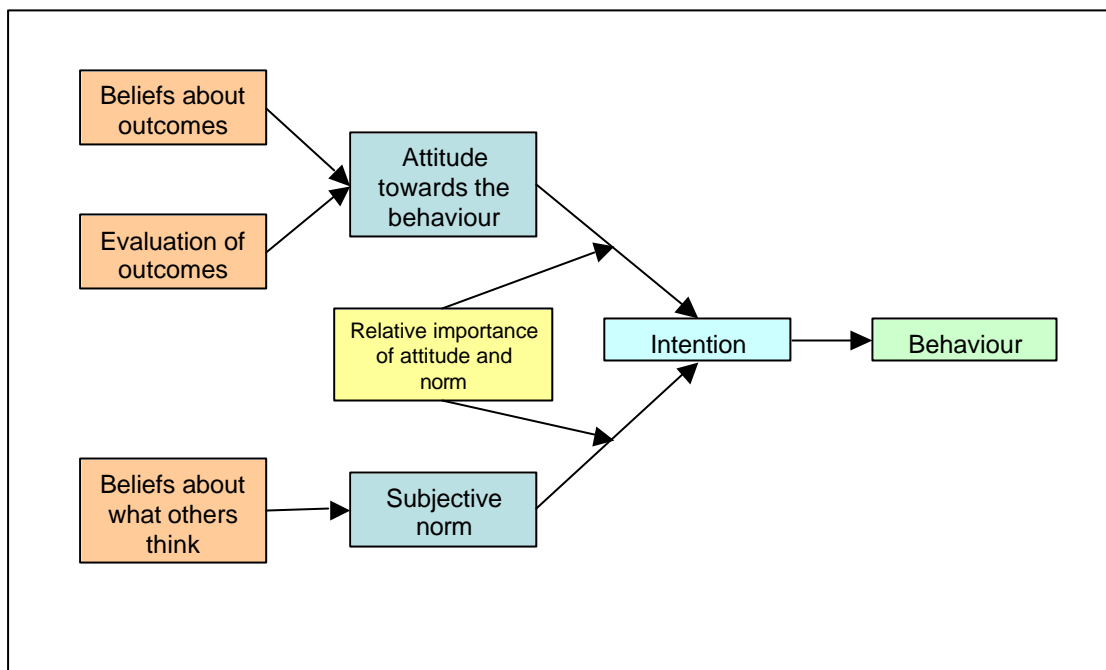 Beliefs about
outcomes
Attitude
towards the
behaviour
Evaluation of
outcomes
Relative importance
of attitude and
norm
Intention
Behaviour
Beliefs about
what others
think
Subjective
norm